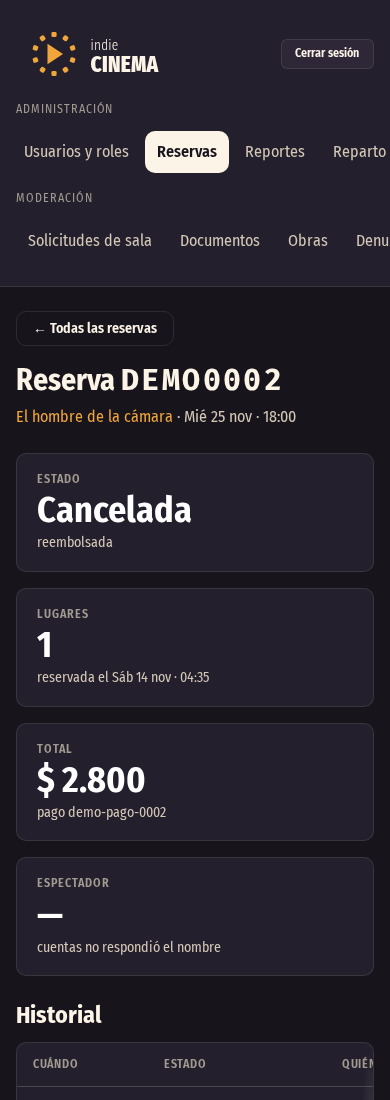 indie
CINEMA
Cerrar sesión
ADMINISTRACIÓN
Usuarios y roles Reservas Reportes Reparto
MODERACIÓN
Solicitudes de sala Documentos Obras Denu
← Todas las reservas
Reserva DEMO0002
El hombre de la cámara · Mié 25 nov · 18:00
ESTADO
Cancelada
reembolsada
LUGARES
1
reservada el Sáb 14 nov · 04:35
TOTAL
$ 2.800
pago demo-pago-0002
ESPECTADOR
—
cuentas no respondió el nombre
Historial
CUÁNDO ESTADO QUIÉN